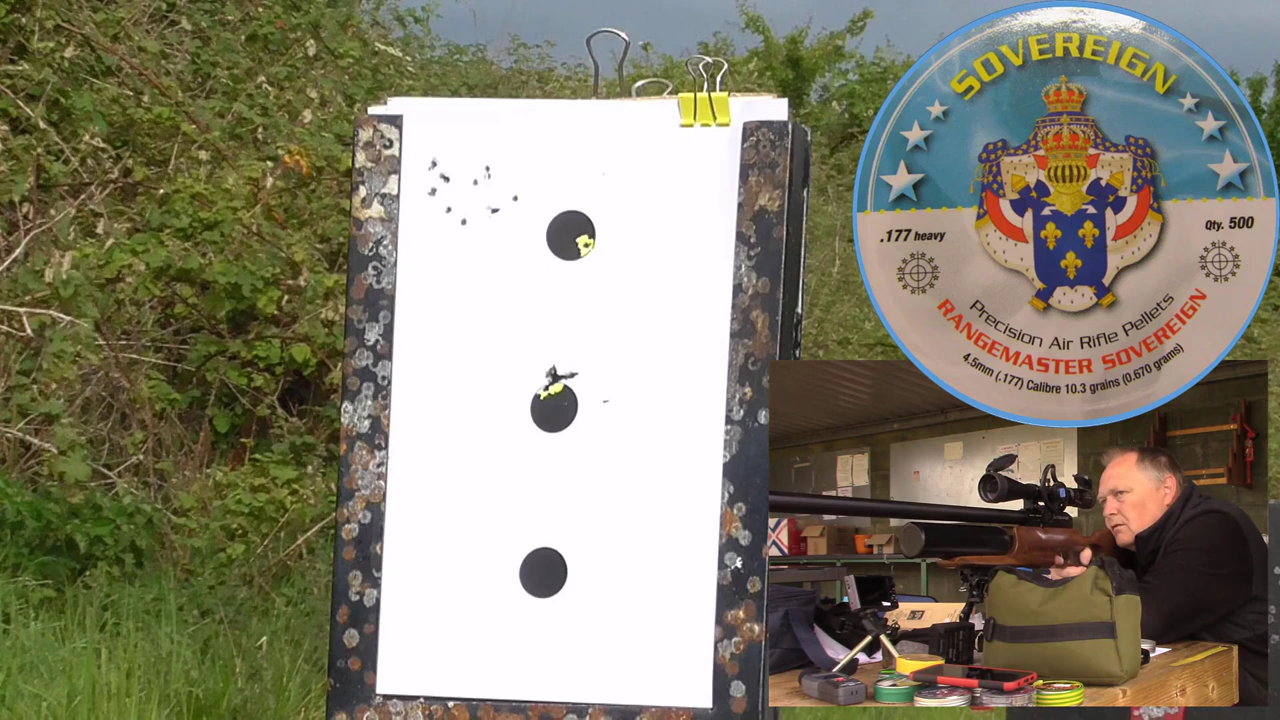 SOVEREIGN
.177 heavy
Qty. 500
Precision Air Rifle Pellets
RANGEMASTER SOVEREIGN
4.5mm (.177) Calibre 10.3 grains (0.670 grams)